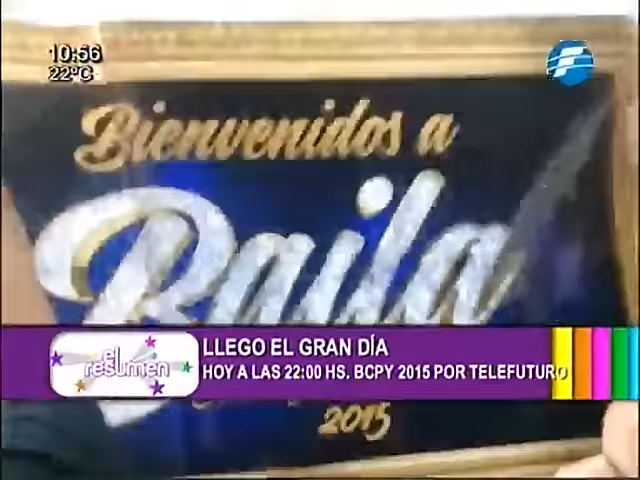 10:56
22°C
Bienvenidos a
Baila
LLEGO EL GRAN DÍA
el resumen
HOY A LAS 22:00 HS. BCPY 2015 POR TELEFUTURO
2015